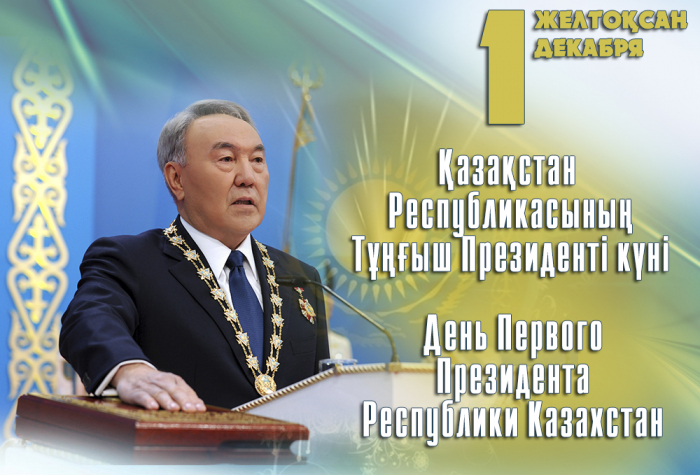 1 ЖЕЛТОҚСАН
ДЕКАБРЯ
Қазақстан
Республикасының
Тұңғыш Президенті күні
День Первого
Президента
Республики Казахстан